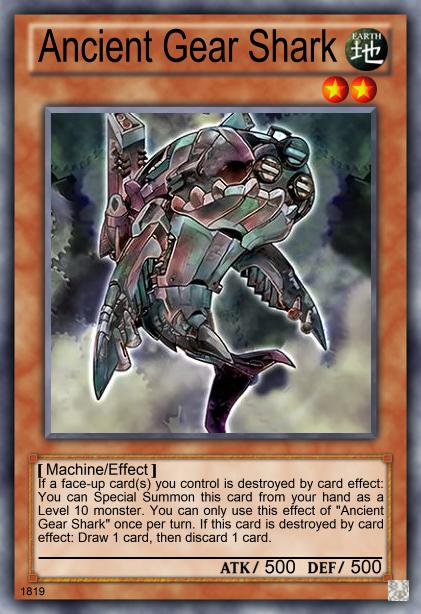 Ancient Gear Shark
EARTH
地
[ Machine/Effect ]
If a face-up card(s) you control is destroyed by card effect:
You can Special Summon this card from your hand as a
Level 10 monster. You can only use this effect of "Ancient
Gear Shark" once per turn. If this card is destroyed by card
effect: Draw 1 card, then discard 1 card.
ATK/ 500 DEF/ 500
1819